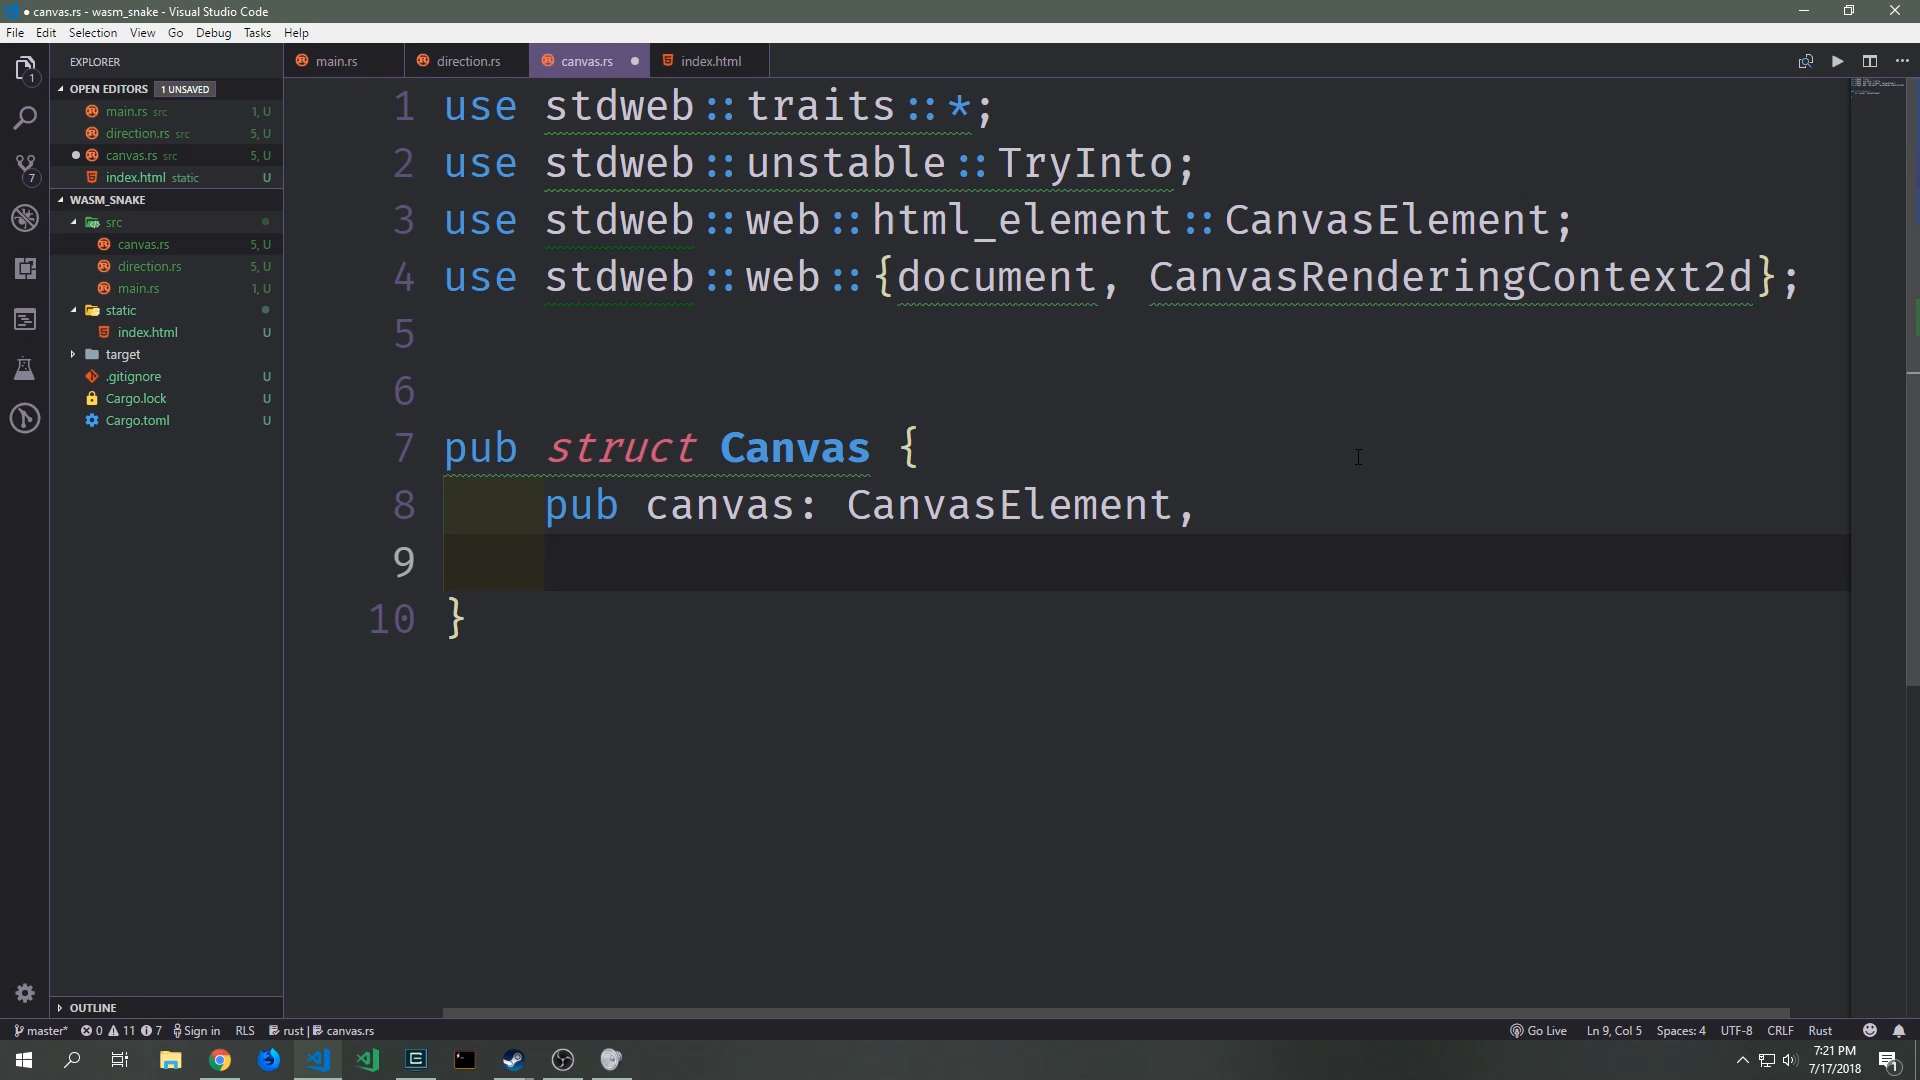 ● canvas.rs - wasm_snake - Visual Studio Code
File Edit Selection View Go Debug Tasks Help
EXPLORER
OPEN EDITORS 1 UNSAVED
main.rs src 1, U
direction.rs src 5, U
canvas.rs src 5, U
index.html static U
WASM_SNAKE
src
canvas.rs 5, U
direction.rs 5, U
main.rs 1, U
static
index.html U
target
.gitignore U
Cargo.lock U
Cargo.toml U
OUTLINE
1
7
main.rs direction.rs canvas.rs index.html
1 use stdweb::traits::*;
2 use stdweb::unstable::TryInto;
3 use stdweb::web::html_element::CanvasElement;
4 use stdweb::web::{document, CanvasRenderingContext2d};
5
6
7 pub struct Canvas {
8 pub canvas: CanvasElement,
9
10 }
master* 0 11 7 Sign in RLS rust | canvas.rs Go Live Ln 9, Col 5 Spaces: 4 UTF-8 CRLF Rust
7:21 PM
7/17/2018
1